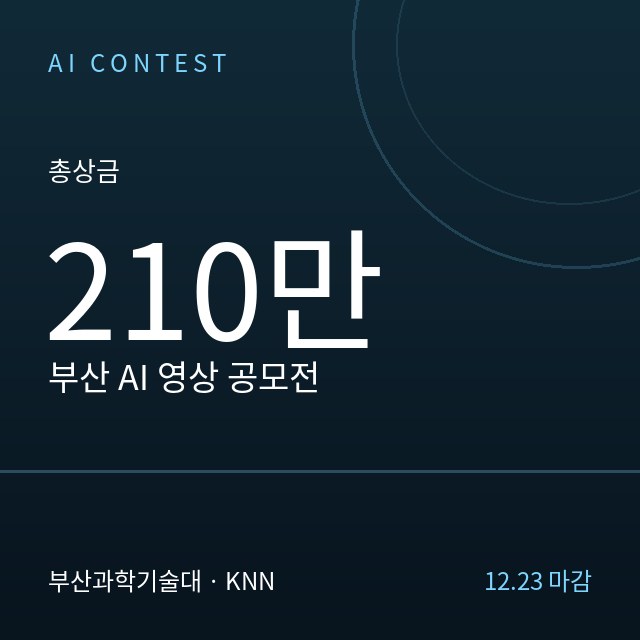 AI CONTEST
총상금
210만
부산 AI 영상 공모전
부산과학기술대 · KNN
12.23 마감